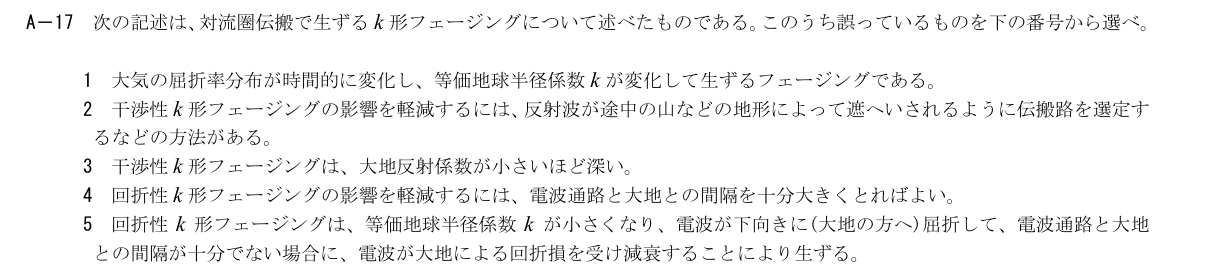 A－17 次の記述は、対流圏伝搬で生ずる k 形フェージングについて述べたものである。このうち誤っているものを下の番号から選べ。
1 大気の屈折率分布が時間的に変化し、等価地球半径係数 k が変化して生ずるフェージングである。
2 干渉性 k 形フェージングの影響を軽減するには、反射波が途中の山などの地形によって遮へいされるように伝搬路を選定す
るなどの方法がある。
3 干渉性 k 形フェージングは、大地反射係数が小さいほど深い。
4 回折性 k 形フェージングの影響を軽減するには、電波通路と大地との間隔を十分大きくとればよい。
5 回折性 k 形フェージングは、等価地球半径係数 k が小さくなり、電波が下向きに(大地の方へ)屈折して、電波通路と大地
との間隔が十分でない場合に、電波が大地による回折損を受け減衰することにより生ずる。